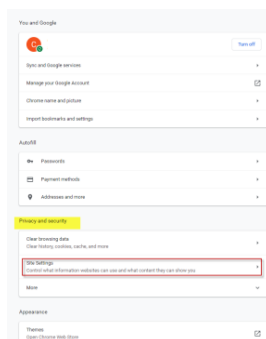 You and Google
C
Turn off
Sync and Google services
Manage your Google Account
Chrome name and picture
Import bookmarks and settings
Autofill
Passwords
Payment methods
Addresses and more
Privacy and security
Clear browsing data
Clear history, cookies, cache, and more
Site Settings
Control what information websites can use and what content they can show you
More
Appearance
Themes
Open Chrome Web Store